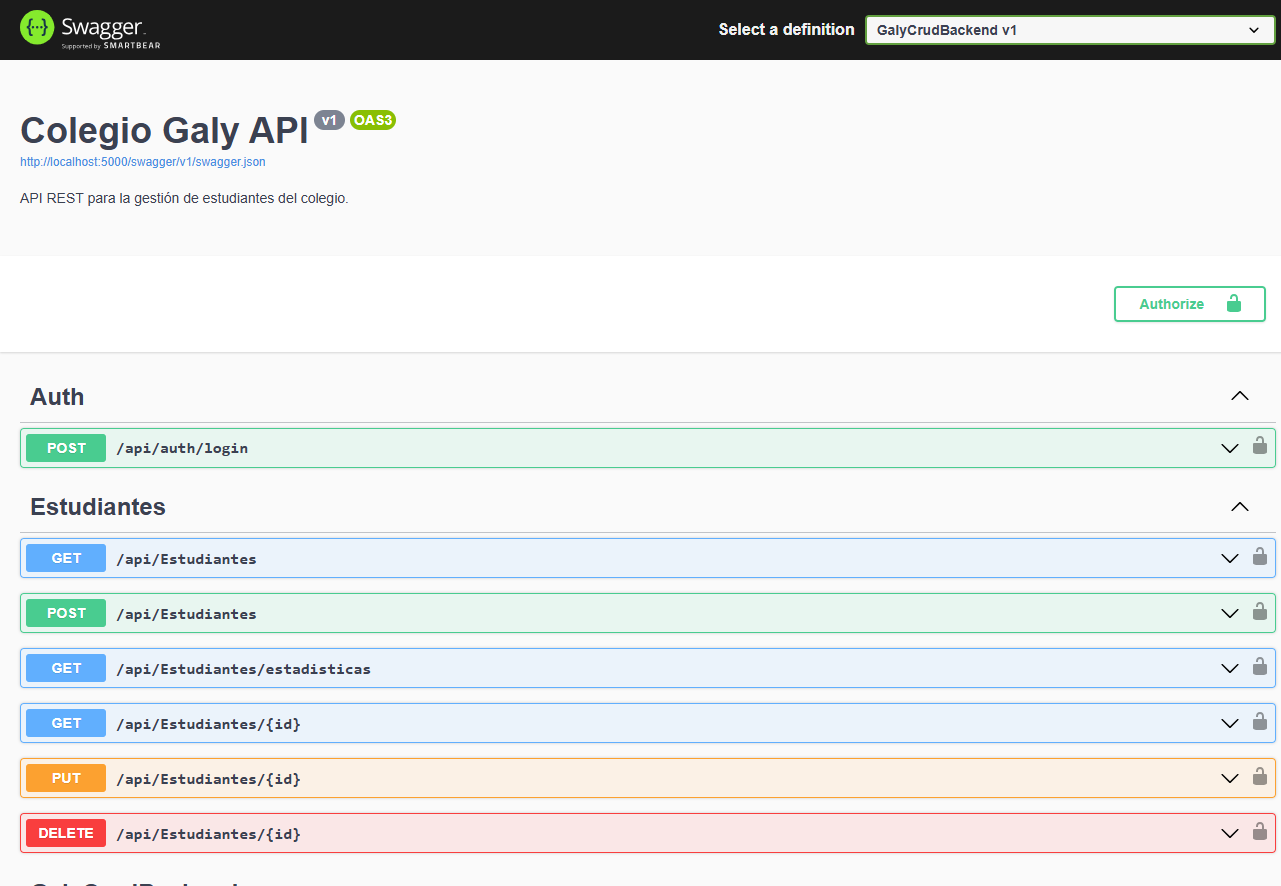 Swagger
Supported by SMARTBEAR
Select a definition
GalyCrudBackend v1
Colegio Galy API v1 OAS3
http://localhost:5000/swagger/v1/swagger.json
API REST para la gestión de estudiantes del colegio.
Authorize
Auth
POST /api/auth/login
Estudiantes
GET /api/Estudiantes
POST /api/Estudiantes
GET /api/Estudiantes/estadisticas
GET /api/Estudiantes/{id}
PUT /api/Estudiantes/{id}
DELETE /api/Estudiantes/{id}